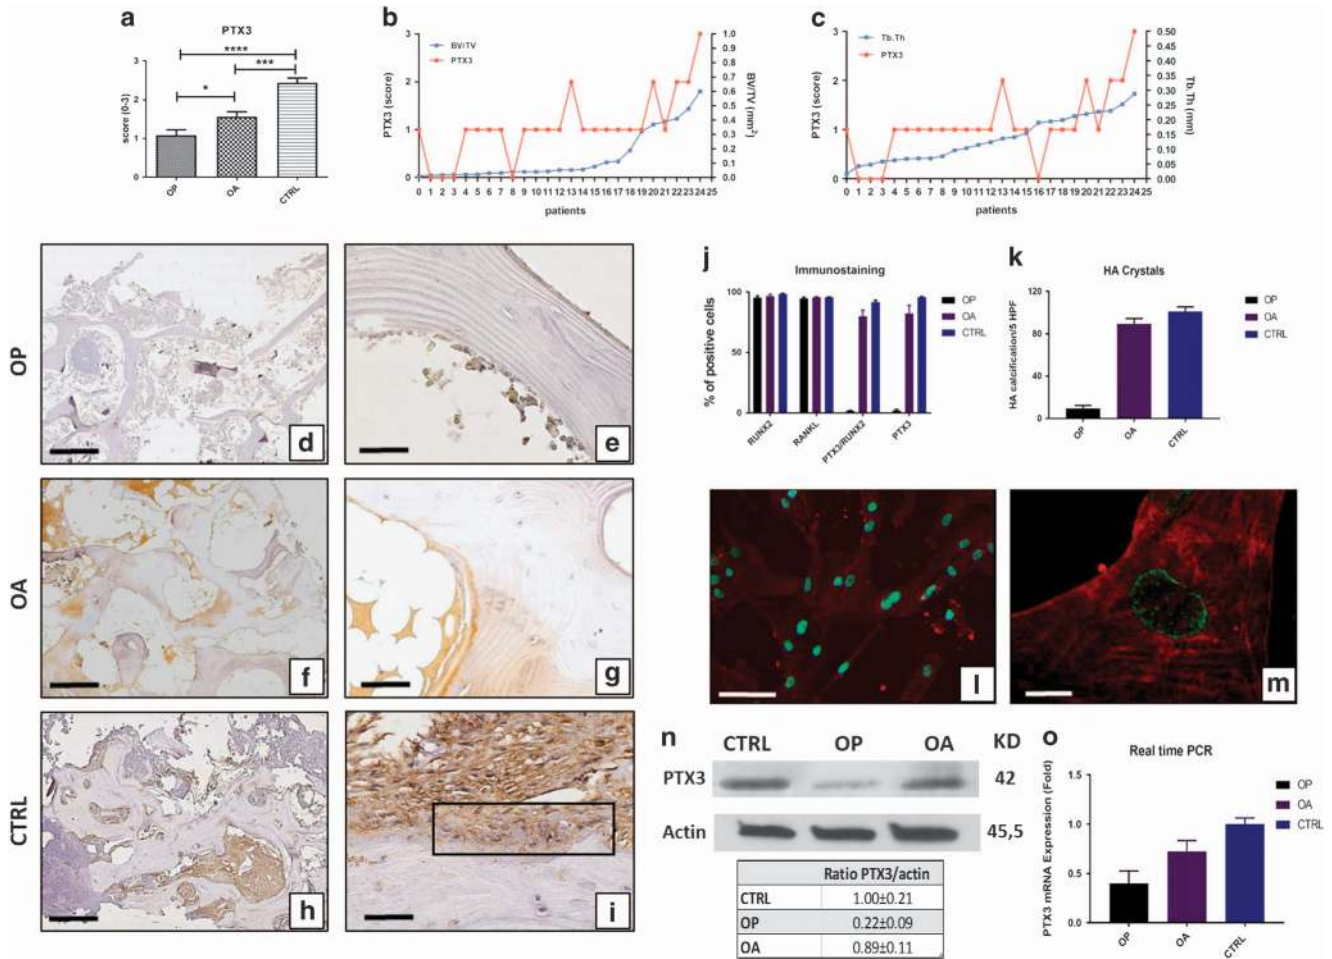 a
PTX3
****
***
*
score (0-3)
3
2
1
0
OP
OA
CTRL
b
BV/TV
PTX3
PTX3 (score)
3
2
1
0
BV/TV (mm²)
1.0
0.9
0.8
0.7
0.6
0.5
0.4
0.3
0.2
0.1
0.0
0 1 2 3 4 5 6 7 8 9 10 11 12 13 14 15 16 17 18 19 20 21 22 23 24 25
patients
c
Tb.Th
PTX3
PTX3 (score)
3
2
1
0
Tb.Th (mm)
0.50
0.45
0.40
0.35
0.30
0.25
0.20
0.15
0.10
0.05
0.00
0 1 2 3 4 5 6 7 8 9 10 11 12 13 14 15 16 17 18 19 20 21 22 23 24 25
patients
OP
d
e
OA
f
g
CTRL
h
i
j
Immunostaining
% of positive cells
100
50
0
RUNX2
RANKL
PTX3/RUNX2
PTX3
OP
OA
CTRL
k
HA Crystals
HA calcification/5 HPF
120
80
40
0
OP
OA
CTRL
OP
OA
CTRL
l
m
n
CTRL OP OA KD
PTX3 42
Actin 45,5
Ratio PTX3/actin
CTRL 1.00±0.21
OP 0.22±0.09
OA 0.89±0.11
o
Real time PCR
PTX3 mRNA Expression (Fold)
1.5
1.0
0.5
0.0
OP
OA
CTRL
OP
OA
CTRL